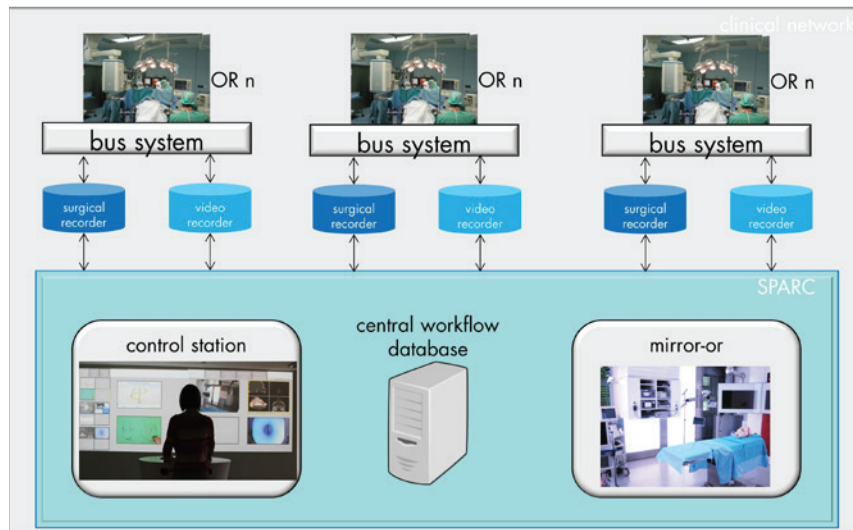 clinical network
OR n
OR n
OR n
bus system
bus system
bus system
surgical
recorder
video
recorder
surgical
recorder
video
recorder
surgical
recorder
video
recorder
SPARC
control station
central workflow
database
mirror-or